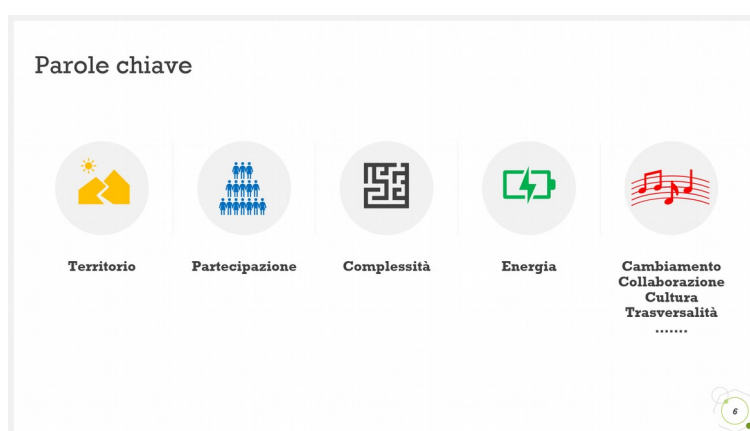 Parole chiave
Territorio
Partecipazione
Complessità
Energia
Cambiamento
Collaborazione
Cultura
Trasversalità
.......
6